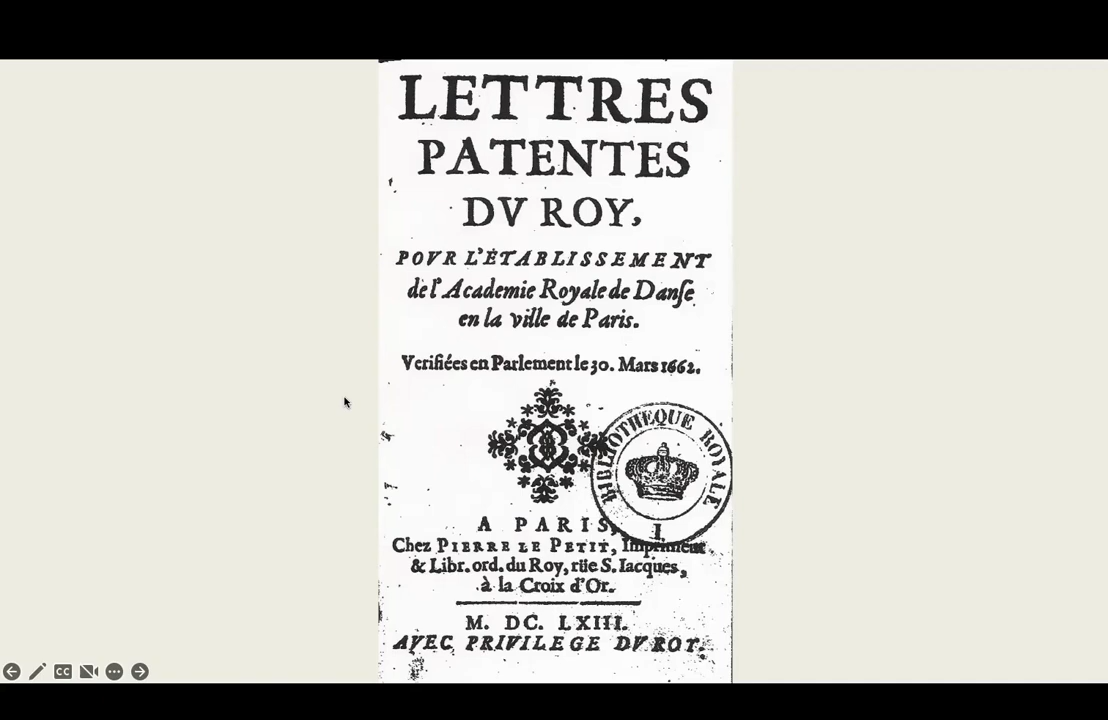 LETTRES
PATENTES
DV ROY,
POVR L'ÉTABLISSEMENT
de l'Academie Royale de Danſe
en la ville de Paris.
Verifiées en Parlement le 30. Mars 1662.
BIBLIOTHEQUE ROYALE
I.
A PARIS,
Chez PIERRE LE PETIT, Imprimeur
& Libr. ord. du Roy, rüe S. Iacques,
à la Croix d'Or.
M. DC. LXIII.
AVEC PRIVILEGE DV ROY.
CC